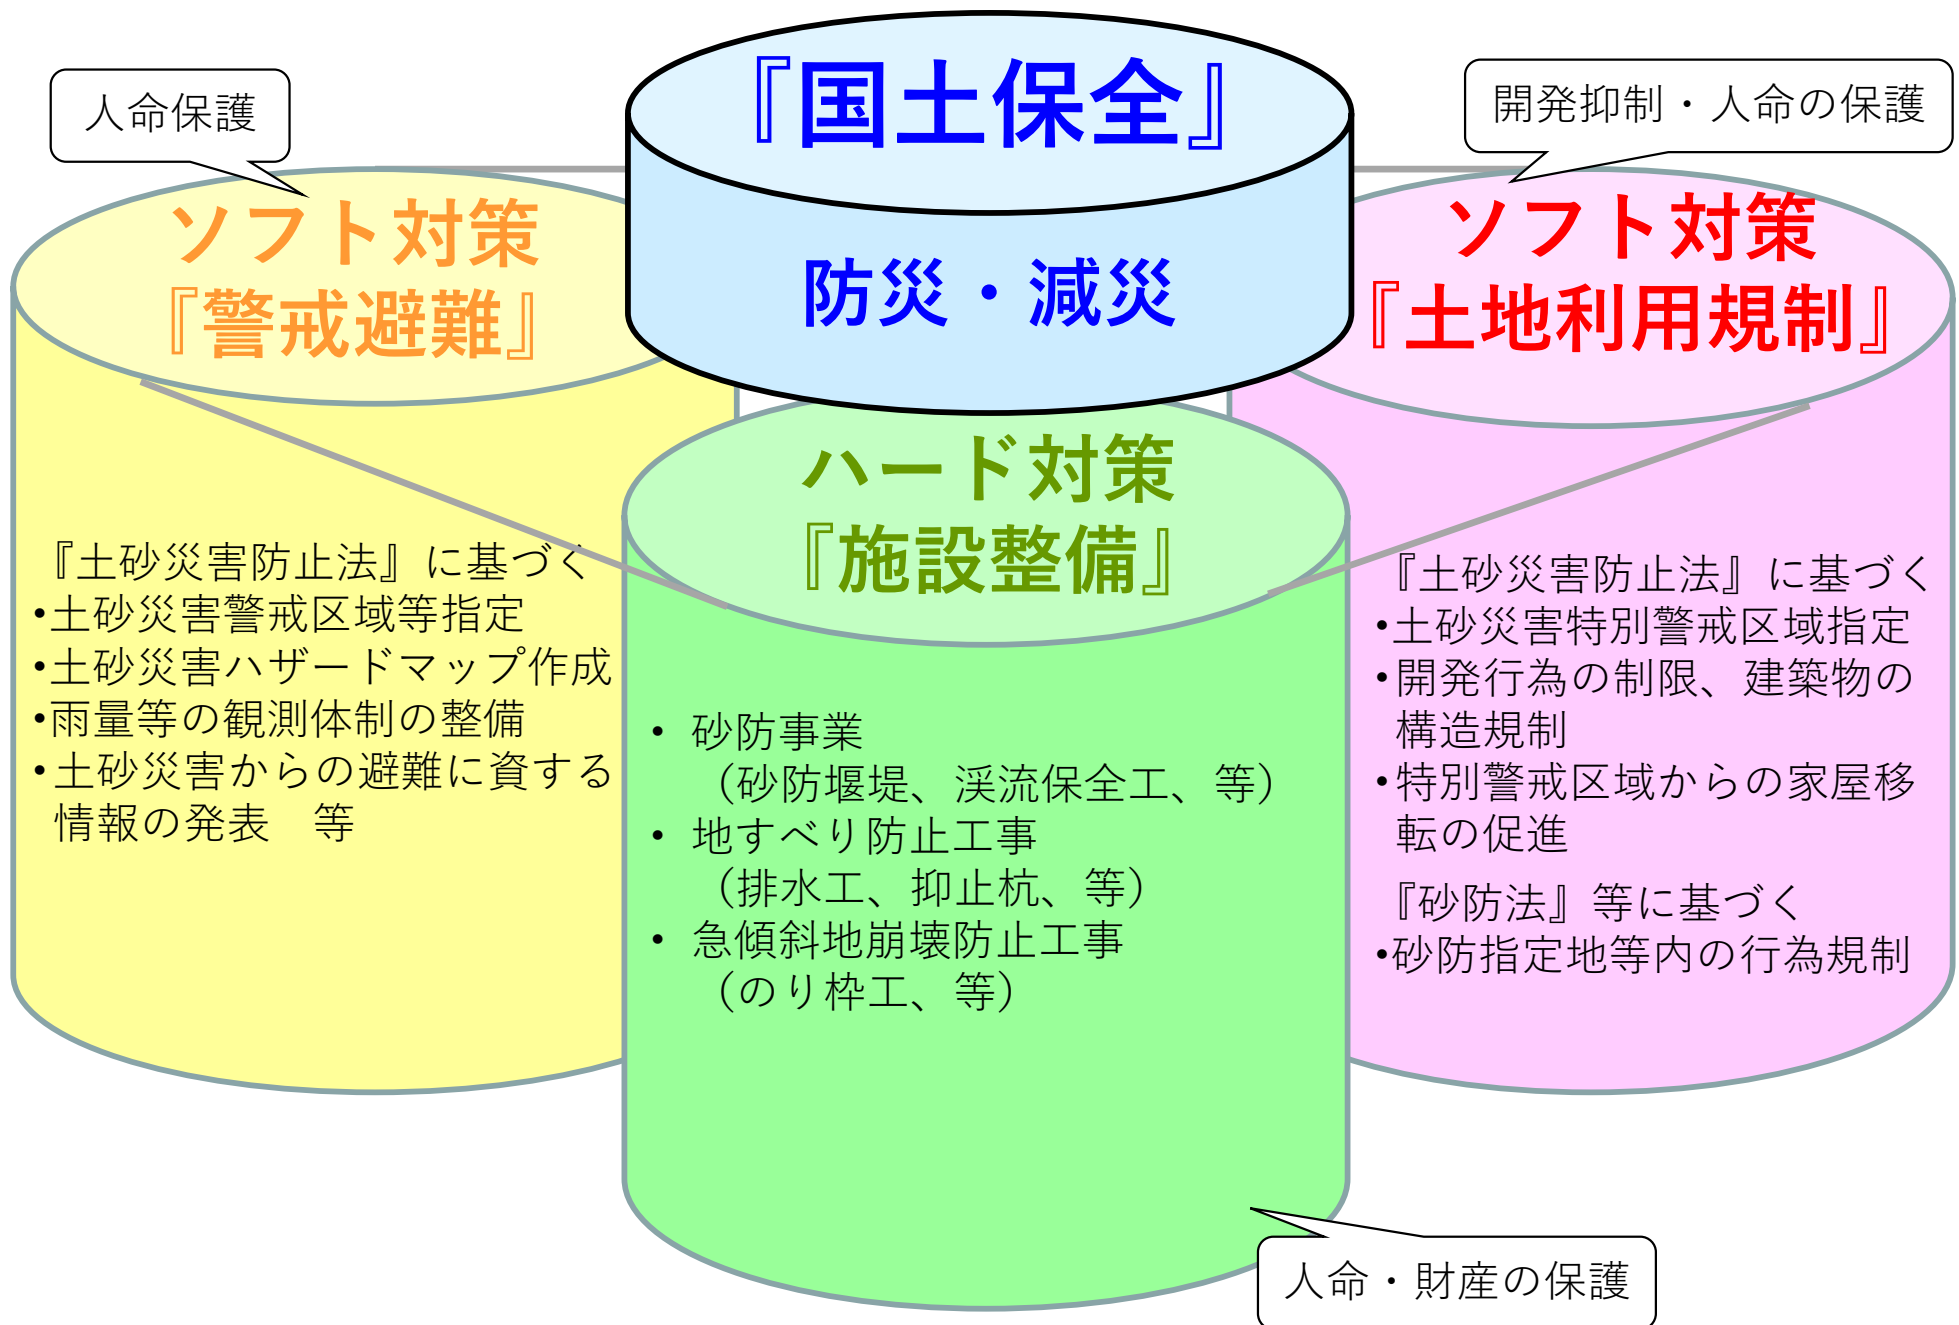 『国土保全』
防災・減災
人命保護
ソフト対策
『警戒避難』
『土砂災害防止法』に基づく
•土砂災害警戒区域等指定
•土砂災害ハザードマップ作成
•雨量等の観測体制の整備
•土砂災害からの避難に資する
情報の発表　等
ハード対策
『施設整備』
• 砂防事業
（砂防堰堤、渓流保全工、等）
• 地すべり防止工事
（排水工、抑止杭、等）
• 急傾斜地崩壊防止工事
（のり枠工、等）
人命・財産の保護
開発抑制・人命の保護
ソフト対策
『土地利用規制』
『土砂災害防止法』に基づく
•土砂災害特別警戒区域指定
•開発行為の制限、建築物の
構造規制
•特別警戒区域からの家屋移
転の促進
『砂防法』等に基づく
•砂防指定地等内の行為規制